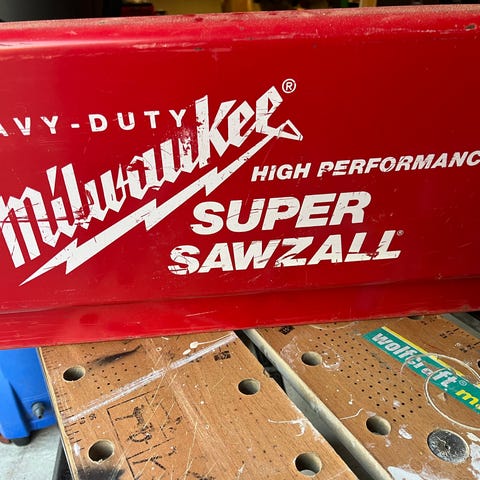 AVY-DUTY
Milwaukee®
HIGH PERFORMANC
SUPER
SAWZALL®
wolfcraft